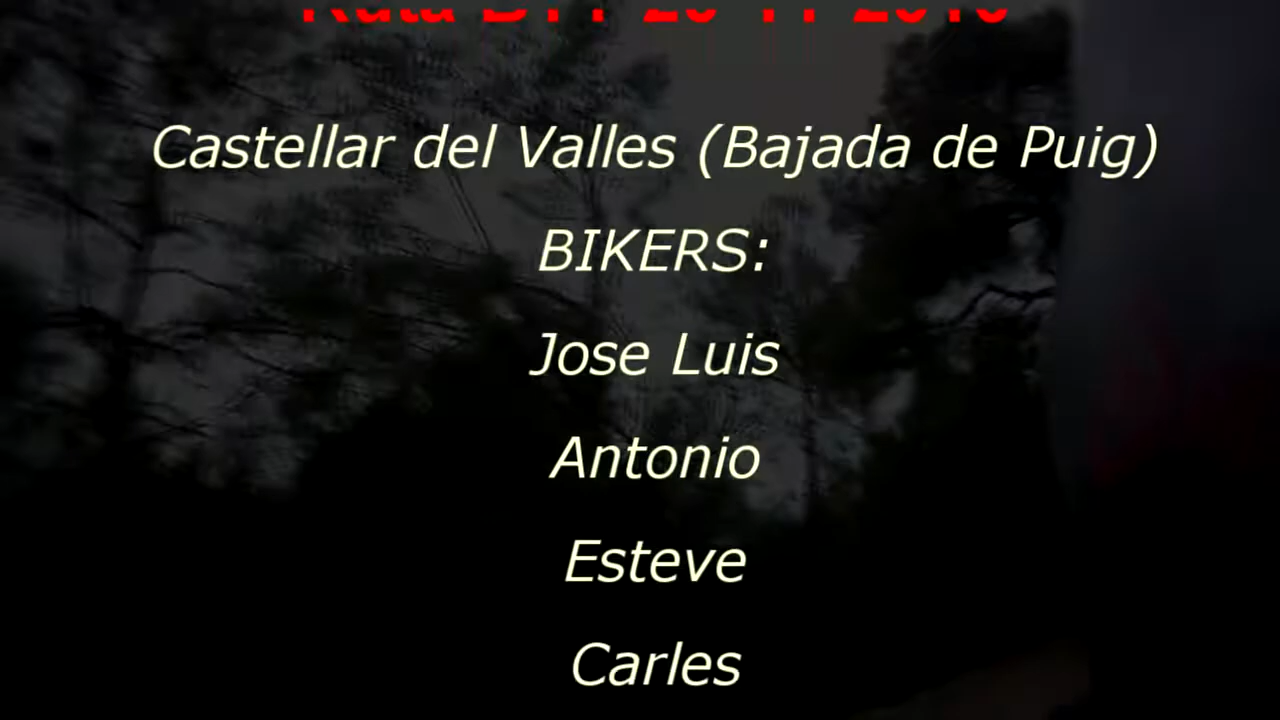 Castellar del Valles (Bajada de Puig)
BIKERS:
Jose Luis
Antonio
Esteve
Carles